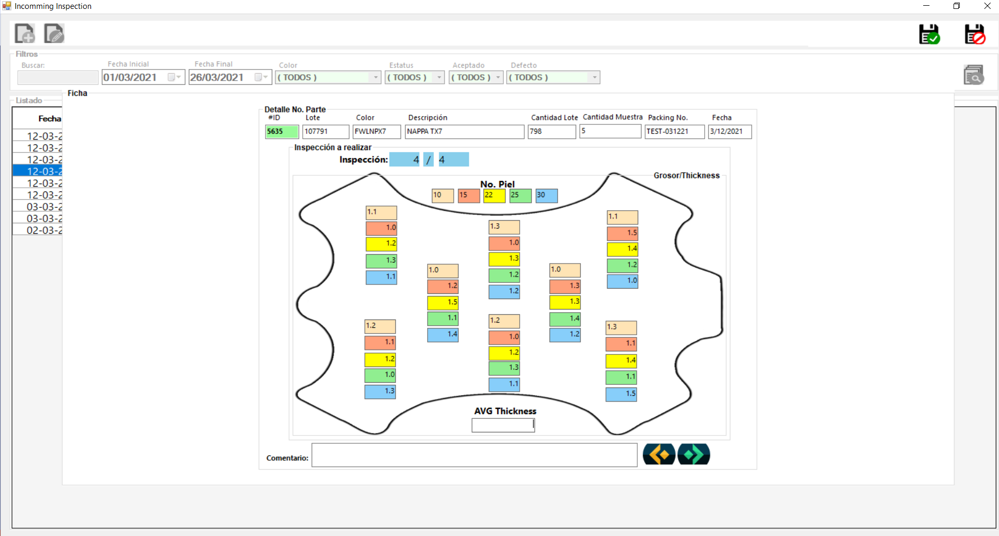 Incomming Inspection
Filtros
Buscar:
Fecha Inicial
Fecha Final
Color
Estatus
Aceptado
Defecto
01/03/2021
26/03/2021
( TODOS )
( TODOS )
( TODOS )
( TODOS )
Listado
Ficha
Fecha
12-03-2
12-03-2
12-03-2
12-03-2
12-03-2
12-03-2
03-03-2
03-03-2
02-03-2
Detalle No. Parte
#ID
Lote
Color
Descripción
Cantidad Lote
Cantidad Muestra
Packing No.
Fecha
5635
107791
FWLNPX7
NAPPA TX7
798
5
TEST-031221
3/12/2021
Inspección a realizar
Inspección: 4 / 4
Grosor/Thickness
No. Piel
10
15
22
25
30
1.1
1.0
1.2
1.3
1.1
1.3
1.0
1.3
1.2
1.2
1.1
1.5
1.4
1.2
1.0
1.0
1.2
1.5
1.1
1.4
1.0
1.3
1.3
1.4
1.2
1.2
1.1
1.2
1.0
1.3
1.2
1.0
1.2
1.3
1.1
1.3
1.1
1.4
1.1
1.5
AVG Thickness
Comentario: